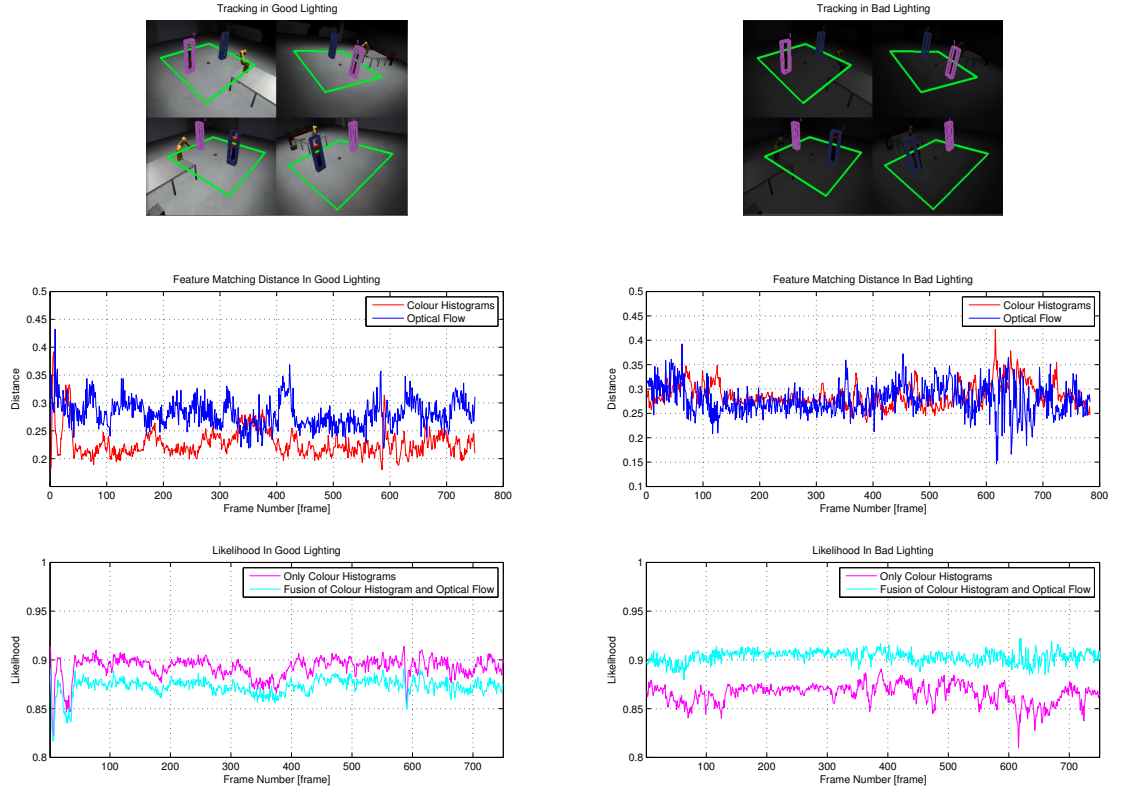 Tracking in Good Lighting
Tracking in Bad Lighting
Feature Matching Distance In Good Lighting
0.5
0.45
0.4
0.35
0.3
0.25
0.2
Distance
Colour Histograms
Optical Flow
0 100 200 300 400 500 600 700 800
Frame Number [frame]
Feature Matching Distance In Bad Lighting
0.5
0.45
0.4
0.35
0.3
0.25
0.2
0.15
0.1
Distance
Colour Histograms
Optical Flow
0 100 200 300 400 500 600 700 800
Frame Number [frame]
Likelihood In Good Lighting
1
0.95
0.9
0.85
0.8
Likelihood
Only Colour Histograms
Fusion of Colour Histogram and Optical Flow
100 200 300 400 500 600 700
Frame Number [frame]
Likelihood In Bad Lighting
1
0.95
0.9
0.85
0.8
Likelihood
Only Colour Histograms
Fusion of Colour Histogram and Optical Flow
100 200 300 400 500 600 700
Frame Number [frame]